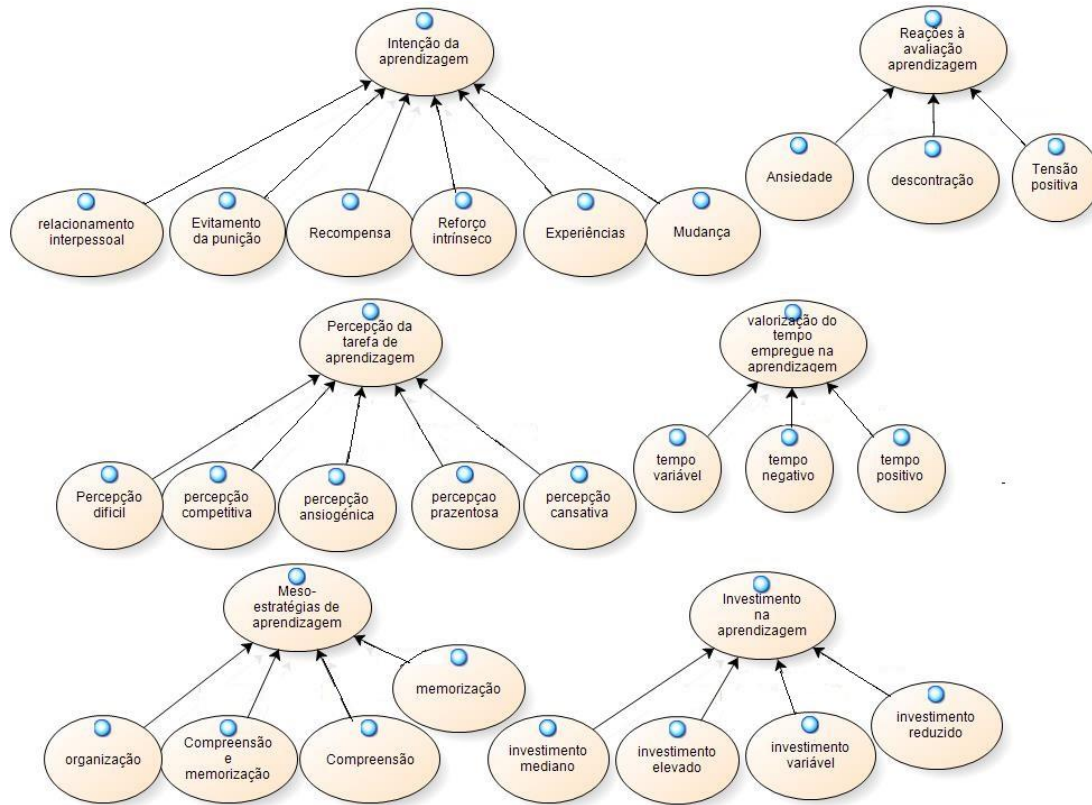 Intenção da
aprendizagem
Reações à
avaliação
aprendizagem
Ansiedade
descontração
Tensão
positiva
relacionamento
interpessoal
Evitamento
da punição
Recompensa
Reforço
intrínseco
Experiências
Mudança
Percepção da
tarefa de
aprendizagem
valorização do
tempo
empregue na
aprendizagem
Percepção
dificil
percepção
competitiva
percepção
ansiogénica
percepçao
prazentosa
percepção
cansativa
tempo
variável
tempo
negativo
tempo
positivo
Meso-
estratégias de
aprendizagem
Investimento
na
aprendizagem
organização
Compreensão
e
memorização
Compreensão
memorização
investimento
mediano
investimento
elevado
investimento
variável
investimento
reduzido